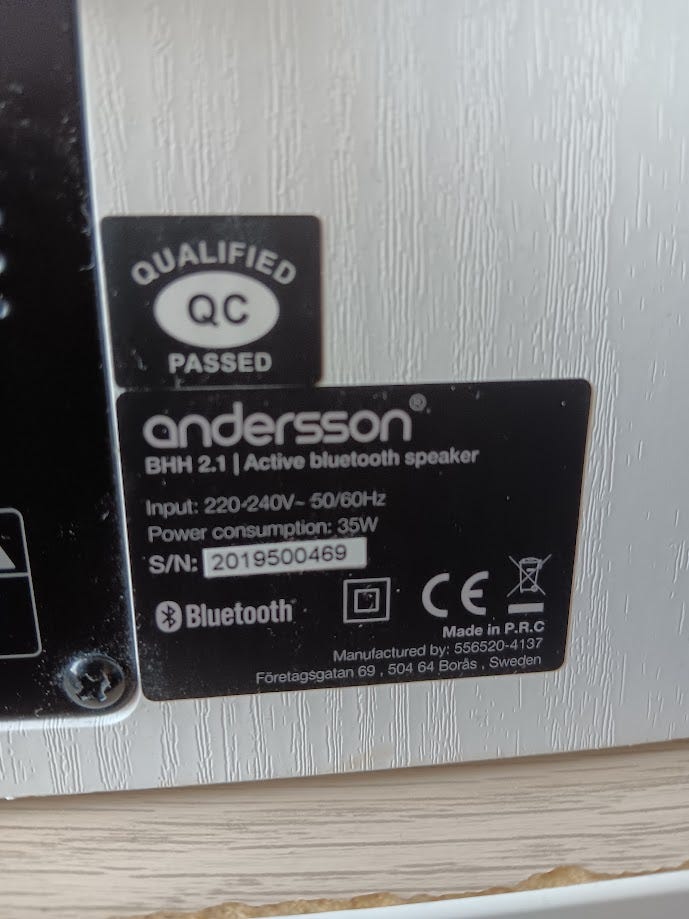 QUALIFIED
QC
PASSED
andersson®
BHH 2.1 | Active bluetooth speaker
Input: 220-240V~ 50/60Hz
Power consumption: 35W
S/N: 2019500469
Bluetooth®
CE
Made in P.R.C
Manufactured by: 556520-4137
Företagsgatan 69 , 504 64 Borås , Sweden